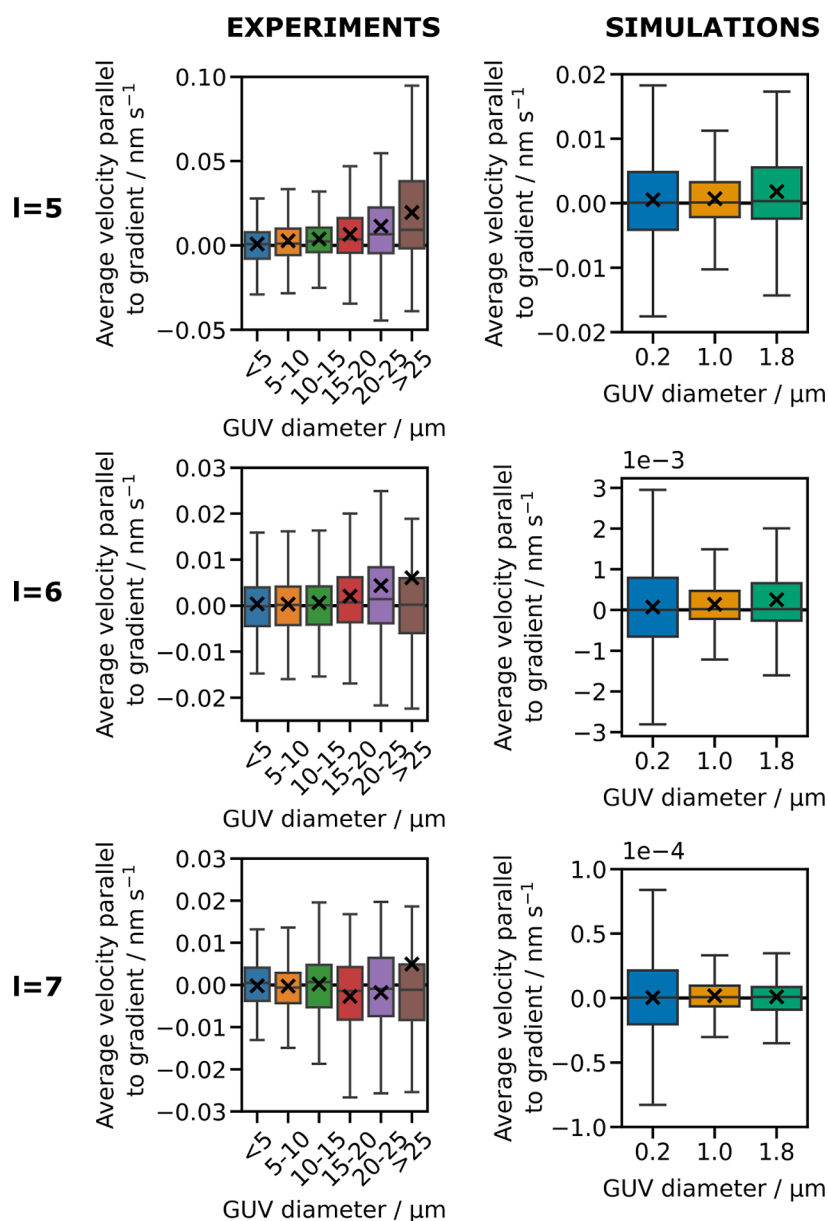 EXPERIMENTS
SIMULATIONS
l=5
Average velocity parallel
to gradient / nm s⁻¹
0.10
0.05
0.00
−0.05
<5
5-10
10-15
15-20
20-25
>25
GUV diameter / μm
Average velocity parallel
to gradient / nm s⁻¹
0.02
0.01
0.00
−0.01
−0.02
0.2
1.0
1.8
GUV diameter / μm
l=6
Average velocity parallel
to gradient / nm s⁻¹
0.03
0.02
0.01
0.00
−0.01
−0.02
<5
5-10
10-15
15-20
20-25
>25
GUV diameter / μm
Average velocity parallel
to gradient / nm s⁻¹
1e−3
3
2
1
0
−1
−2
−3
0.2
1.0
1.8
GUV diameter / μm
l=7
Average velocity parallel
to gradient / nm s⁻¹
0.03
0.02
0.01
0.00
−0.01
−0.02
−0.03
<5
5-10
10-15
15-20
20-25
>25
GUV diameter / μm
Average velocity parallel
to gradient / nm s⁻¹
1e−4
1.0
0.5
0.0
−0.5
−1.0
0.2
1.0
1.8
GUV diameter / μm